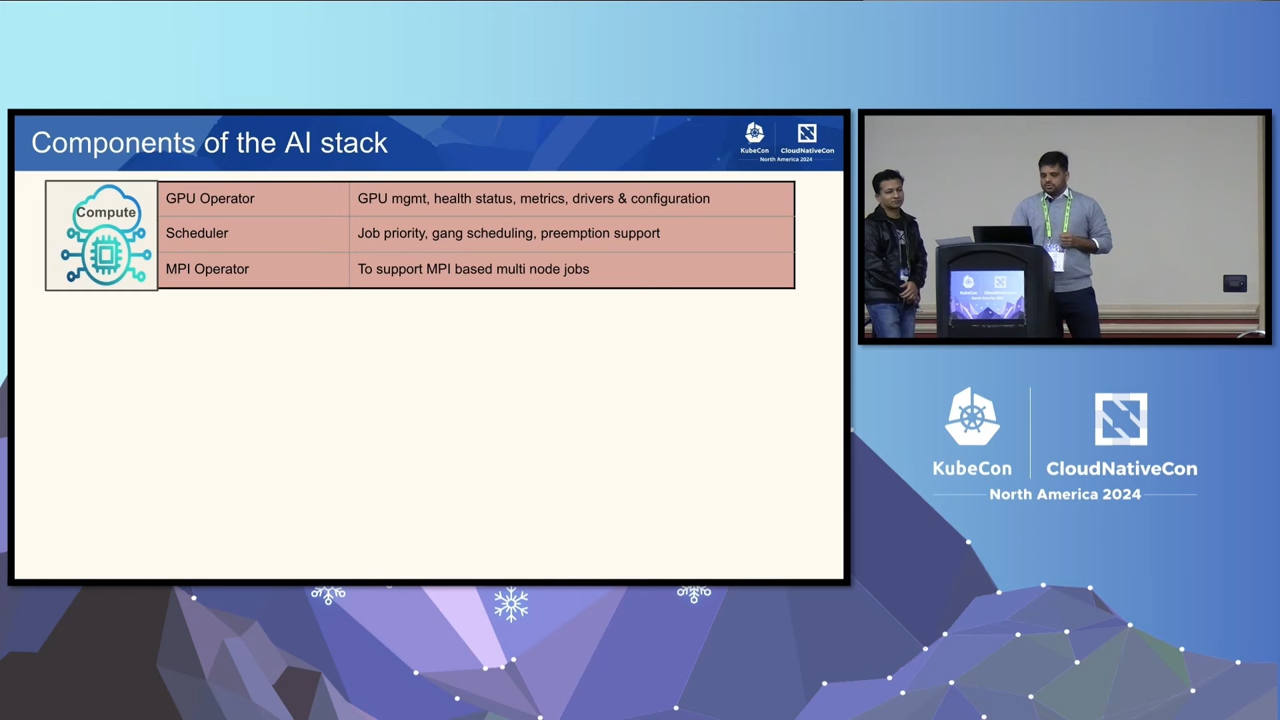 Components of the AI stack
KubeCon
CloudNativeCon
North America 2024
Compute
GPU Operator
GPU mgmt, health status, metrics, drivers & configuration
Scheduler
Job priority, gang scheduling, preemption support
MPI Operator
To support MPI based multi node jobs
KubeCon
CloudNativeCon
KubeCon
CloudNativeCon
North America 2024